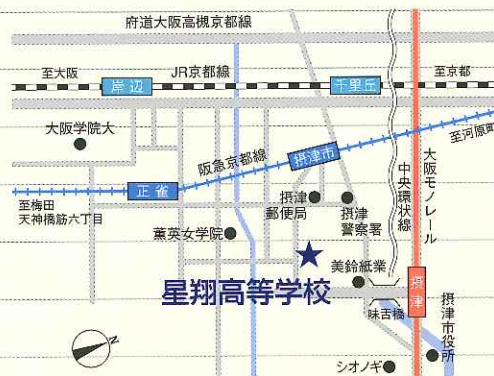 府道大阪高槻京都線
至大阪
岸辺
JR京都線
千里丘
至京都
大阪学院大
阪急京都線
摂津市
至河原町
正雀
至梅田
天神橋筋六丁目
薫英女学院
摂津
郵便局
摂津
警察署
中央環状線
大阪モノレール
星翔高等学校
美鈴紙業
摂津
味舌橋
摂津市役所
シオノギ
N